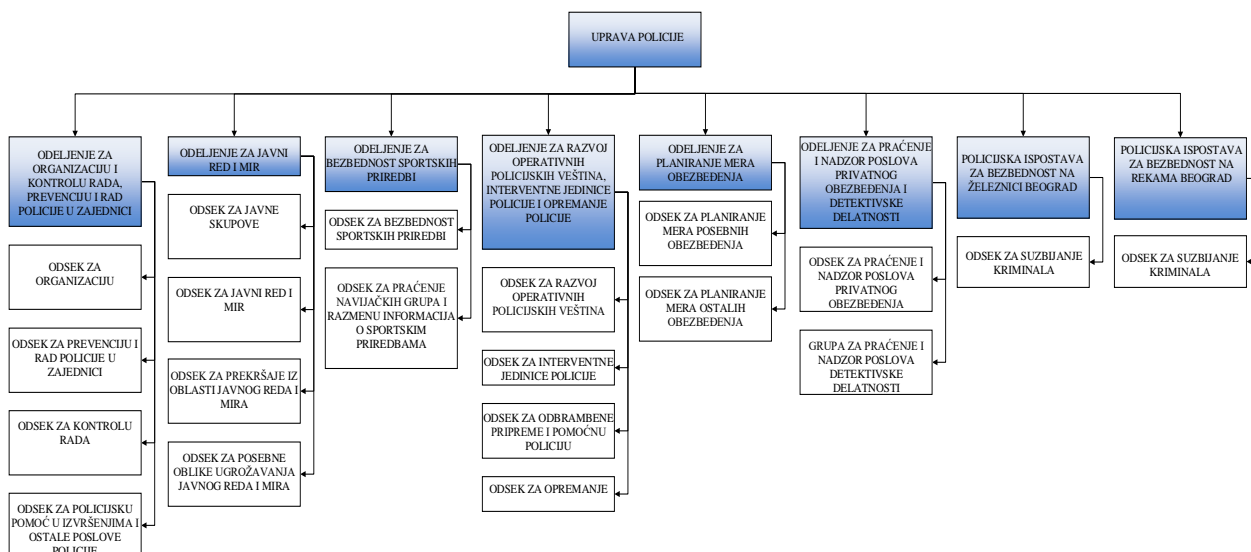 UPRAVA POLICIJE
ODELJENJE ZA
ORGANIZACIJU I
KONTROLU RADA,
PREVENCIJU I RAD
POLICIJE U ZAJEDNICI
ODSEK ZA
ORGANIZACIJU
ODSEK ZA PREVENCIJU I
RAD POLICIJE U
ZAJEDNICI
ODSEK ZA KONTROLU
RADA
ODSEK ZA POLICIJSKU
POMOĆ U IZVRŠENJIMA I
OSTALE POSLOVE
POLICIJE
ODELJENJE ZA JAVNI
RED I MIR
ODSEK ZA JAVNE
SKUPOVE
ODSEK ZA JAVNI RED I
MIR
ODSEK ZA PREKRŠAJE IZ
OBLASTI JAVNOG REDA I
MIRA
ODSEK ZA POSEBNE
OBLIKE UGROŽAVANJA
JAVNOG REDA I MIRA
ODELJENJE ZA
BEZBEDNOST SPORTSKIH
PRIREDBI
ODSEK ZA BEZBEDNOST
SPORTSKIH PRIREDBI
ODSEK ZA PRAĆENJE
NAVIJAČKIH GRUPA I
RAZMENU INFORMACIJA
O SPORTSKIM
PRIREDBAMA
ODELJENJE ZA RAZVOJ
OPERATIVNIH
POLICIJSKIH VEŠTINA,
INTERVENTNE JEDINICE
POLICIJE I OPREMANJE
POLICIJE
ODSEK ZA RAZVOJ
OPERATIVNIH
POLICIJSKIH VEŠTINA
ODSEK ZA INTERVENTNE
JEDINICE POLICIJE
ODSEK ZA ODBRAMBENE
PRIPREME I POMOĆNU
POLICIJU
ODSEK ZA OPREMANJE
ODELJENJE ZA
PLANIRANJE MERA
OBEZBEĐENJA
ODSEK ZA PLANIRANJE
MERA POSEBNIH
OBEZBEĐENJA
ODSEK ZA PLANIRANJE
MERA OSTALIH
OBEZBEĐENJA
ODELJENJE ZA PRAĆENJE
I NADZOR POSLOVA
PRIVATNOG
OBEZBEĐENJA I
DETEKTIVSKE
DELATNOSTI
ODSEK ZA PRAĆENJE I
NADZOR POSLOVA
PRIVATNOG
OBEZBEĐENJA
GRUPA ZA PRAĆENJE I
NADZOR POSLOVA
DETEKTIVSKE
DELATNOSTI
POLICIJSKA ISPOSTAVA
ZA BEZBEDNOST NA
ŽELEZNICI BEOGRAD
ODSEK ZA SUZBIJANJE
KRIMINALA
POLICIJSKA ISPOSTAVA
ZA BEZBEDNOST NA
REKAMA BEOGRAD
ODSEK ZA SUZBIJANJE
KRIMINALA